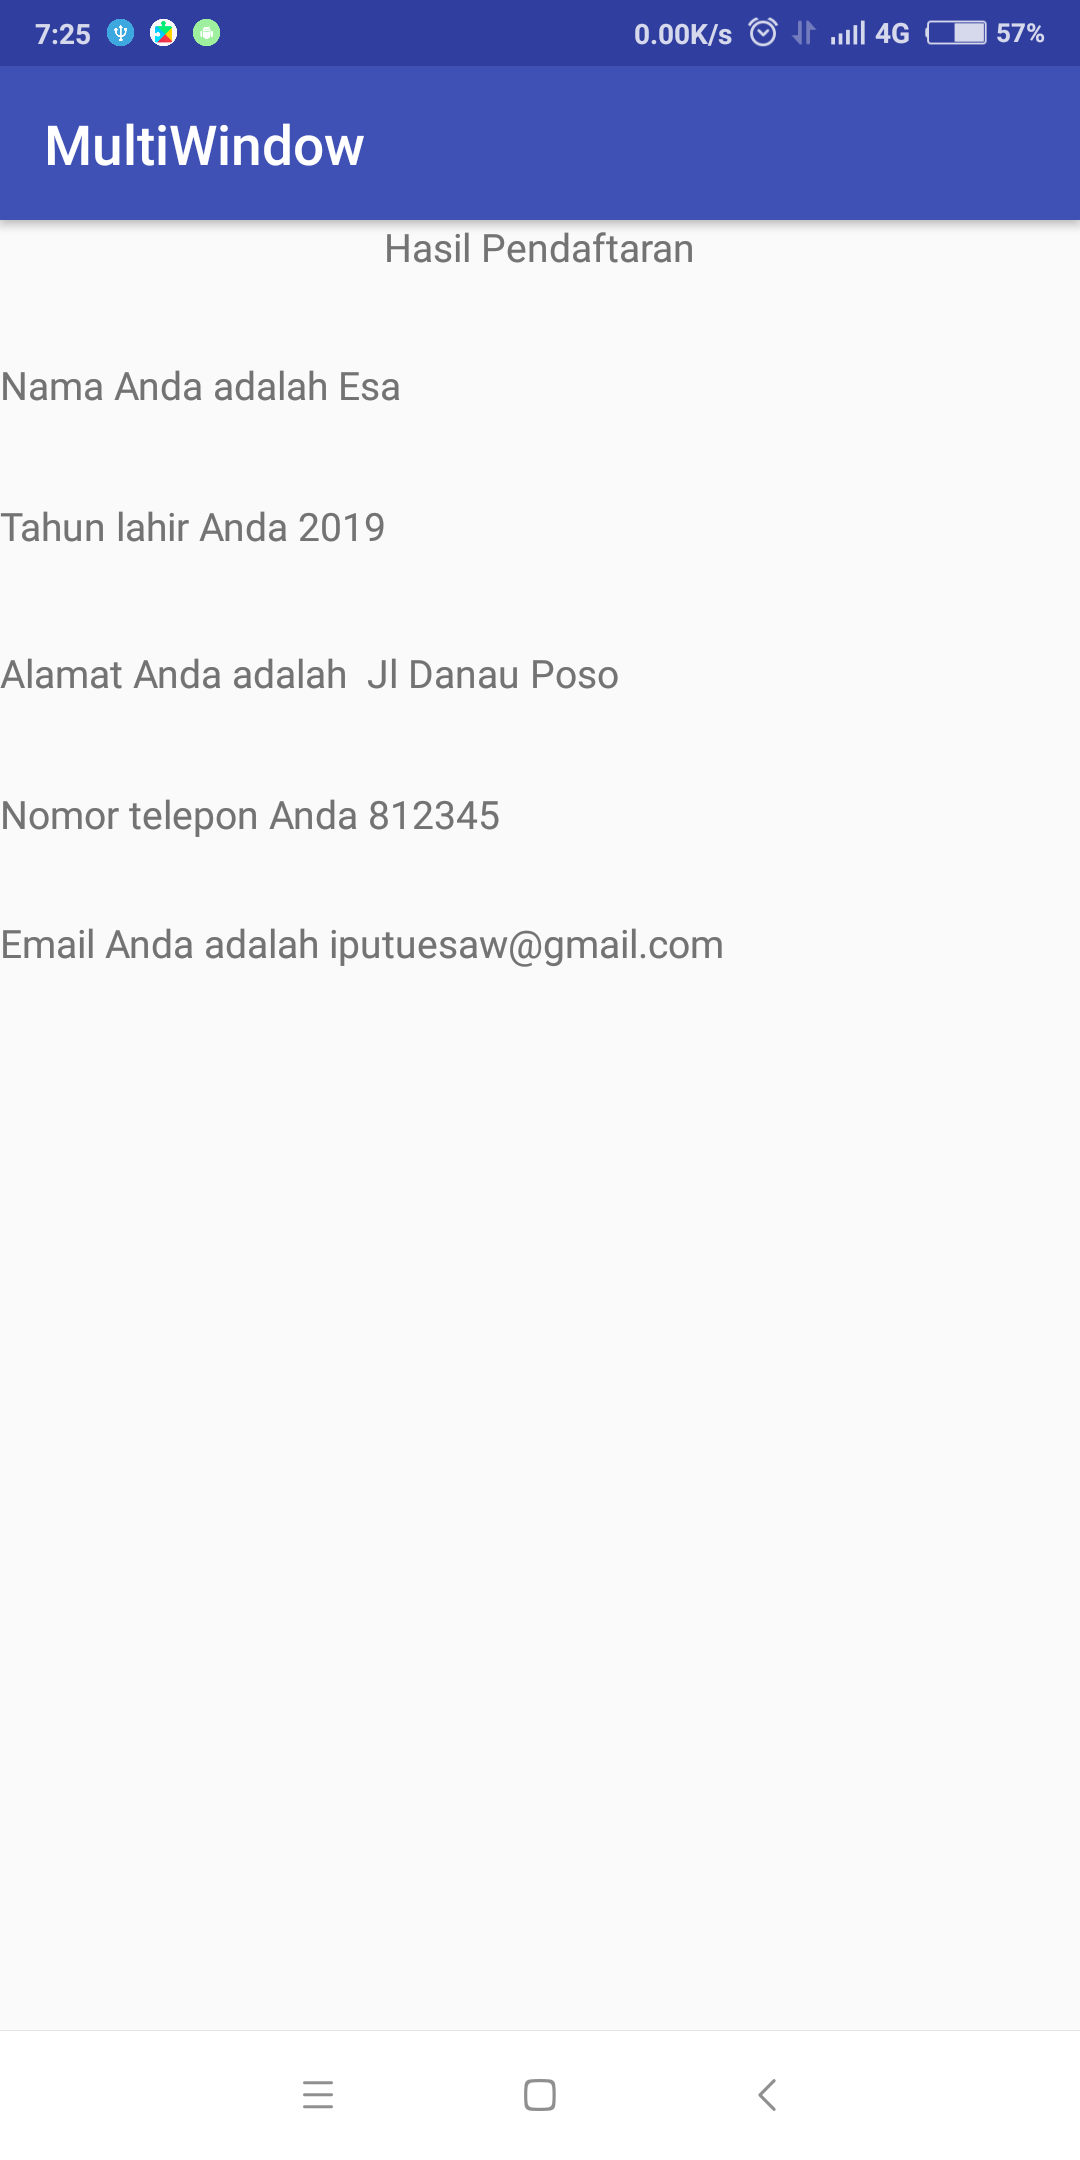 7:25 0.00K/s 4G 57%
MultiWindow
Hasil Pendaftaran
Nama Anda adalah Esa
Tahun lahir Anda 2019
Alamat Anda adalah  Jl Danau Poso
Nomor telepon Anda 812345
Email Anda adalah iputuesaw@gmail.com